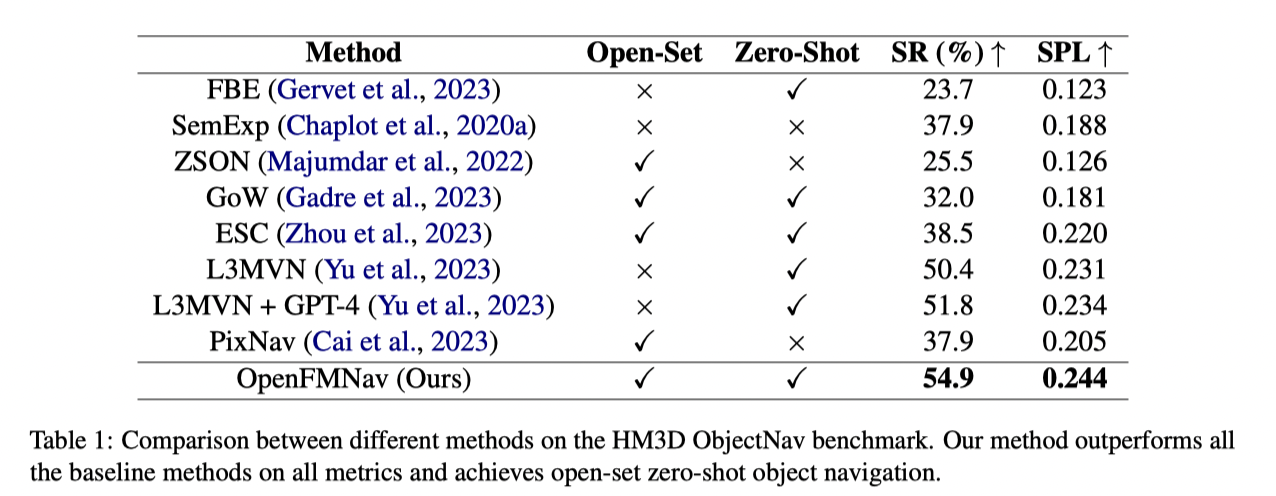 Method Open-Set Zero-Shot SR (%) ↑ SPL ↑
FBE (Gervet et al., 2023) × ✓ 23.7 0.123
SemExp (Chaplot et al., 2020a) × × 37.9 0.188
ZSON (Majumdar et al., 2022) ✓ × 25.5 0.126
GoW (Gadre et al., 2023) ✓ ✓ 32.0 0.181
ESC (Zhou et al., 2023) ✓ ✓ 38.5 0.220
L3MVN (Yu et al., 2023) × ✓ 50.4 0.231
L3MVN + GPT-4 (Yu et al., 2023) × ✓ 51.8 0.234
PixNav (Cai et al., 2023) ✓ × 37.9 0.205
OpenFMNav (Ours) ✓ ✓ 54.9 0.244
Table 1: Comparison between different methods on the HM3D ObjectNav benchmark. Our method outperforms all
the baseline methods on all metrics and achieves open-set zero-shot object navigation.